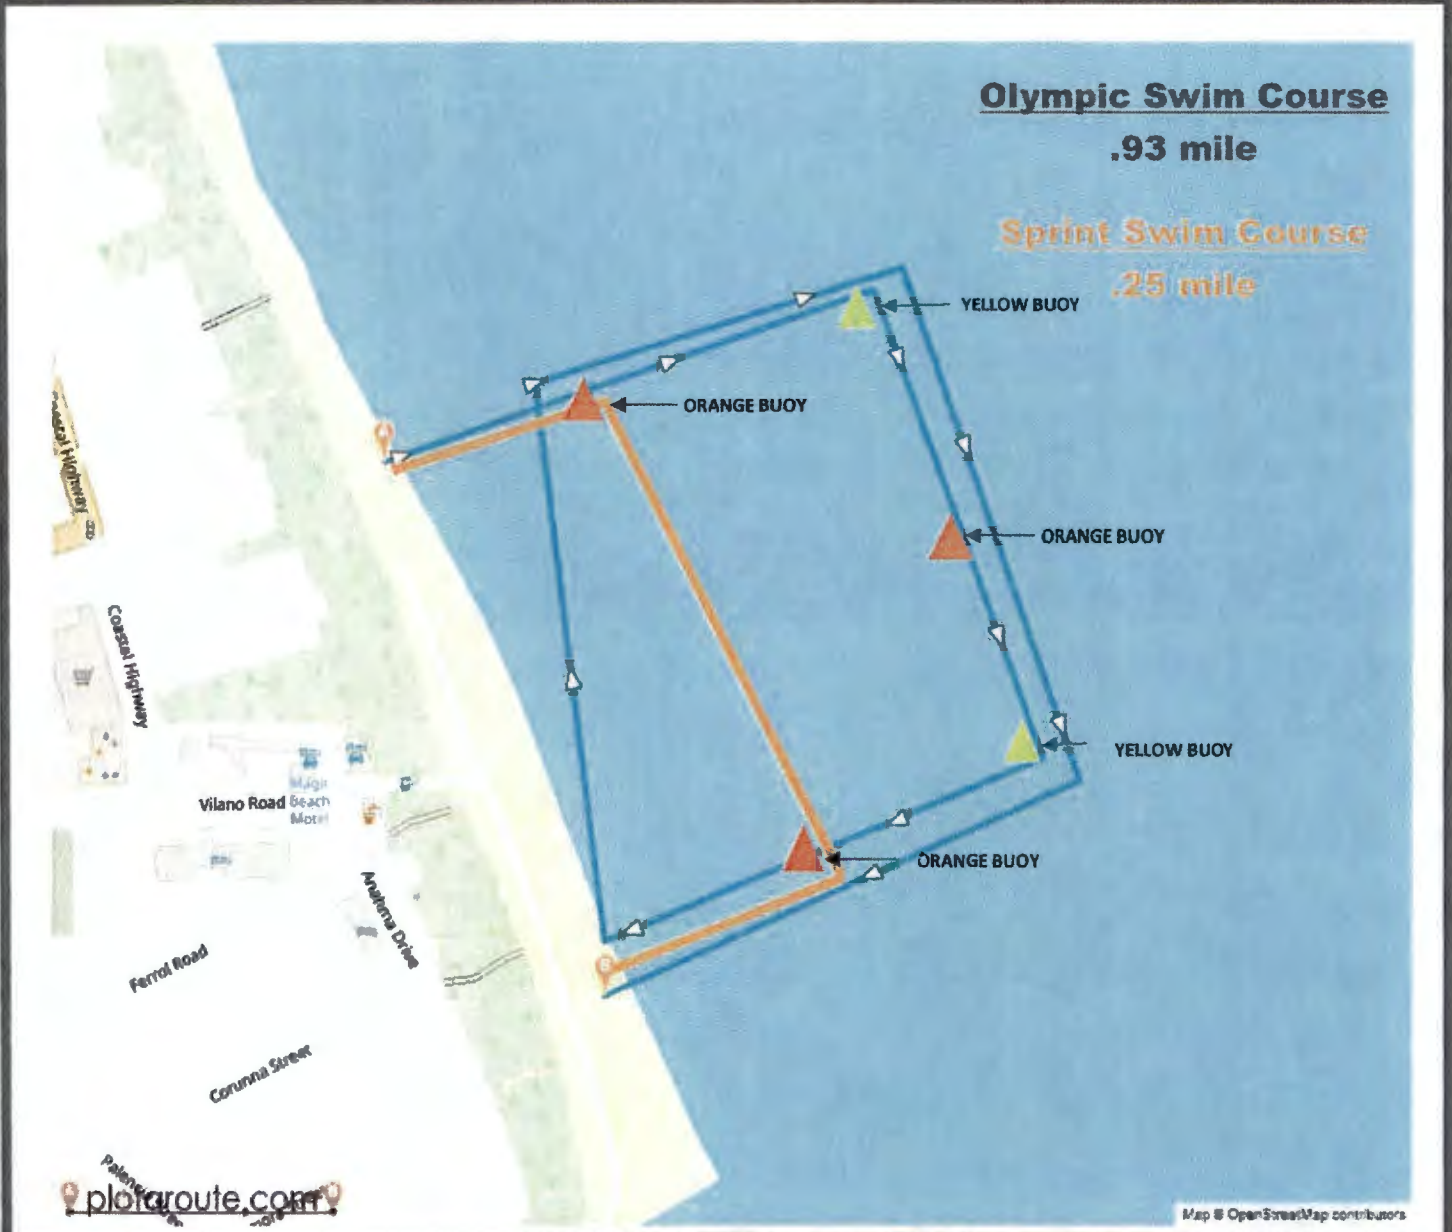 Olympic Swim Course
.93 mile
Sprint Swim Course
.25 mile
YELLOW BUOY
ORANGE BUOY
ORANGE BUOY
YELLOW BUOY
ORANGE BUOY
Coastal Highway
Coastal Highway
Vilano Road
Magic
Beach
Motel
Anahma Drive
Ferrol Road
Corunna Street
plotaroute.com
Map © OpenStreetMap contributors